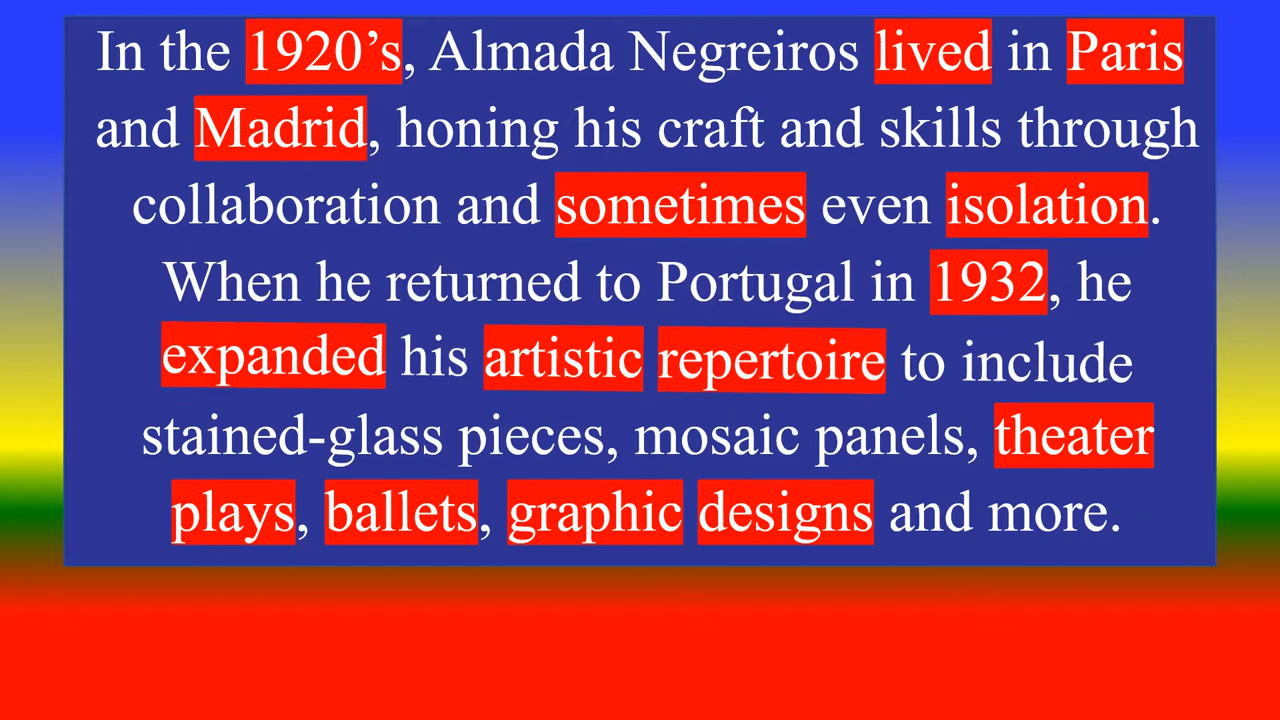 In the 1920’s, Almada Negreiros lived in Paris
and Madrid, honing his craft and skills through
collaboration and sometimes even isolation.
When he returned to Portugal in 1932, he
expanded his artistic repertoire to include
stained-glass pieces, mosaic panels, theater
plays, ballets, graphic designs and more.